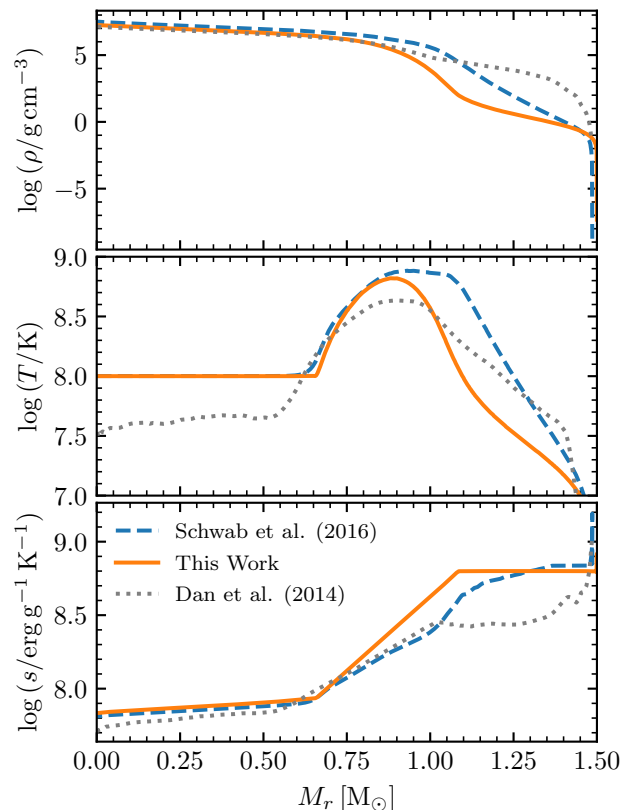 log (ρ/g cm⁻³)
5
0
−5
log (T/K)
9.0
8.5
8.0
7.5
7.0
log (s/erg g⁻¹ K⁻¹)
9.0
8.5
8.0
Schwab et al. (2016)
This Work
Dan et al. (2014)
0.00 0.25 0.50 0.75 1.00 1.25 1.50
M_r [M_⊙]